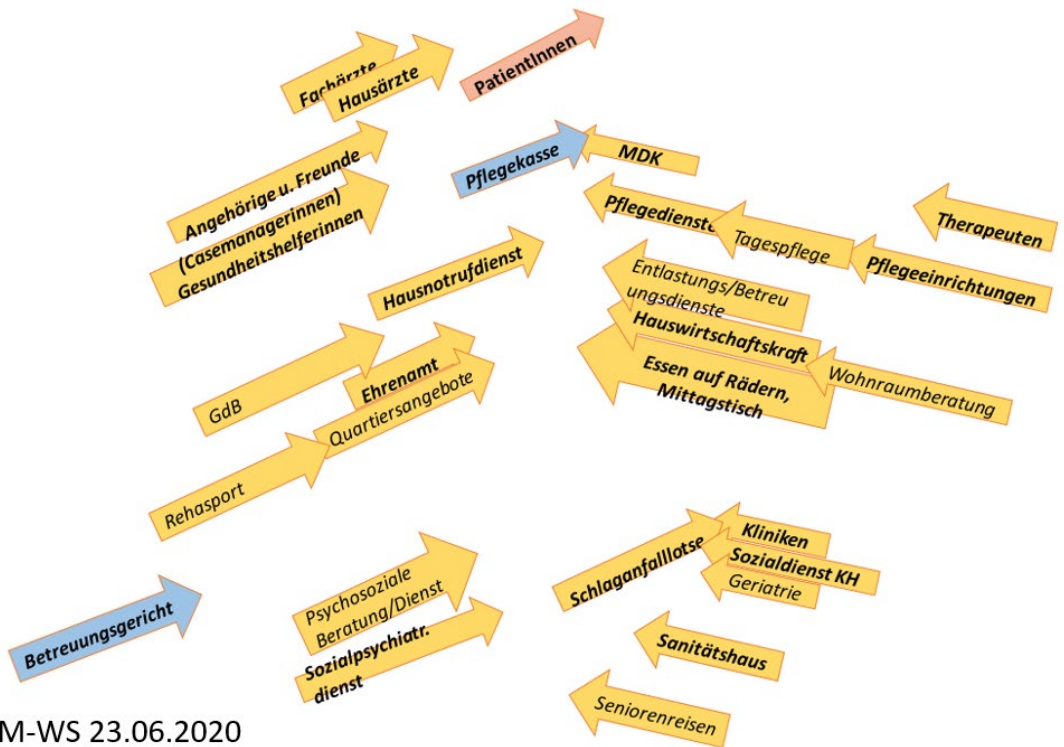 Fachärzte
Hausärzte
PatientInnen
Angehörige u. Freunde
(Casemanagerinnen)
Gesundheitshelferinnen
Pflegekasse
MDK
Pflegedienste
Tagespflege
Therapeuten
Pflegeeinrichtungen
Hausnotrufdienst
Entlastungs/Betreu
ungsdienste
Hauswirtschaftskraft
Essen auf Rädern,
Mittagstisch
Wohnraumberatung
GdB
Ehrenamt
Quartiersangebote
Rehasport
Psychosoziale
Beratung/Dienst
Sozialpsychiatr.
dienst
Schlaganfalllotse
Kliniken
Sozialdienst KH
Geriatrie
Betreuungsgericht
Sanitätshaus
Seniorenreisen
M-WS 23.06.2020